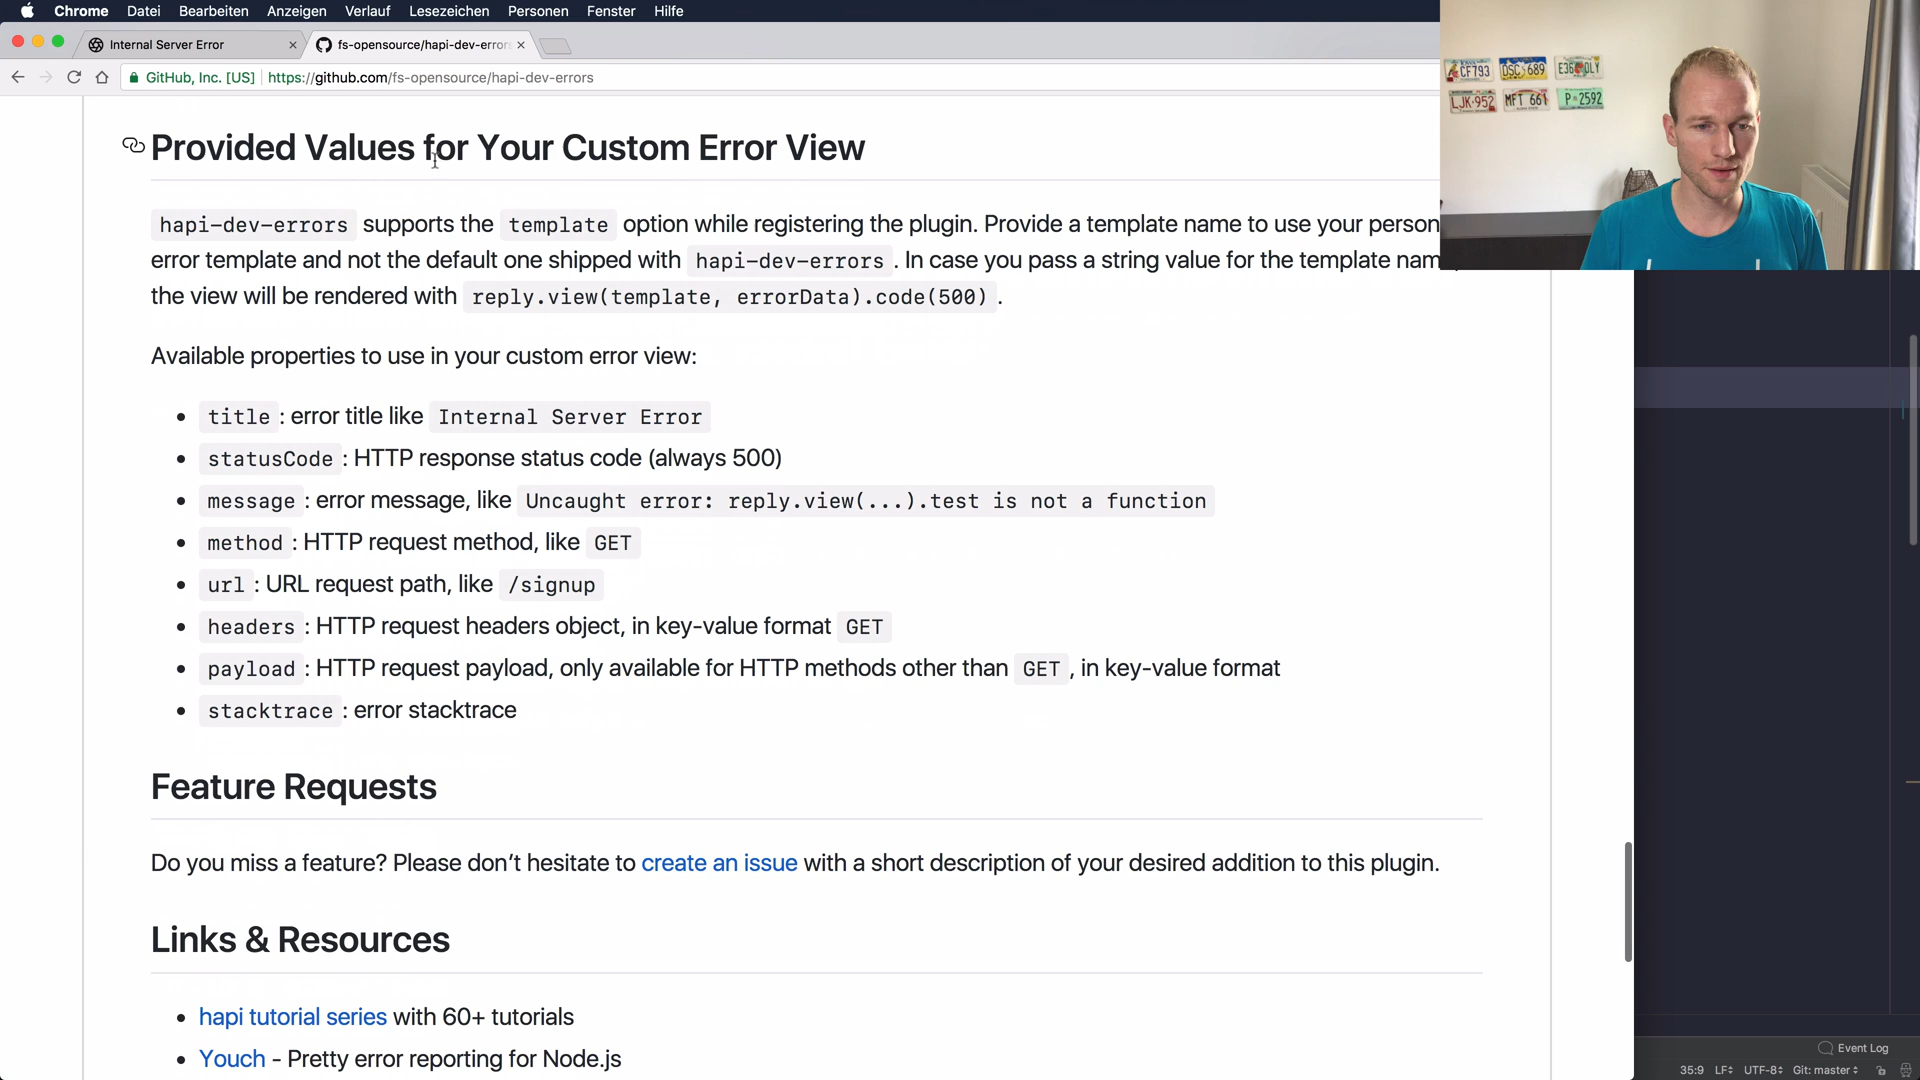 Chrome Datei Bearbeiten Anzeigen Verlauf Lesezeichen Personen Fenster Hilfe
Internal Server Error
fs-opensource/hapi-dev-errors
GitHub, Inc. [US] https://github.com/fs-opensource/hapi-dev-errors
CF793 DSC 689 E36 OLY
LJK·952 MFT 661 P·2592
Provided Values for Your Custom Error View
hapi-dev-errors supports the template option while registering the plugin. Provide a template name to use your person
error template and not the default one shipped with hapi-dev-errors . In case you pass a string value for the template nam
the view will be rendered with reply.view(template, errorData).code(500) .
Available properties to use in your custom error view:
• title : error title like Internal Server Error
• statusCode : HTTP response status code (always 500)
• message : error message, like Uncaught error: reply.view(...).test is not a function
• method : HTTP request method, like GET
• url : URL request path, like /signup
• headers : HTTP request headers object, in key-value format GET
• payload : HTTP request payload, only available for HTTP methods other than GET , in key-value format
• stacktrace : error stacktrace
Feature Requests
Do you miss a feature? Please don’t hesitate to create an issue with a short description of your desired addition to this plugin.
Links & Resources
• hapi tutorial series with 60+ tutorials
• Youch - Pretty error reporting for Node.js
Event Log
35:9 LF UTF-8 Git: master